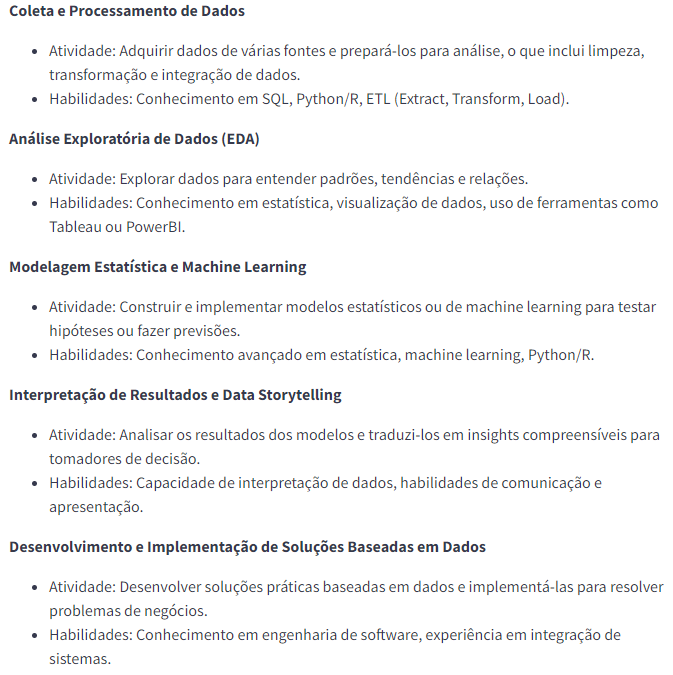 Coleta e Processamento de Dados
• Atividade: Adquirir dados de várias fontes e prepará-los para análise, o que inclui limpeza,
transformação e integração de dados.
• Habilidades: Conhecimento em SQL, Python/R, ETL (Extract, Transform, Load).
Análise Exploratória de Dados (EDA)
• Atividade: Explorar dados para entender padrões, tendências e relações.
• Habilidades: Conhecimento em estatística, visualização de dados, uso de ferramentas como
Tableau ou PowerBI.
Modelagem Estatística e Machine Learning
• Atividade: Construir e implementar modelos estatísticos ou de machine learning para testar
hipóteses ou fazer previsões.
• Habilidades: Conhecimento avançado em estatística, machine learning, Python/R.
Interpretação de Resultados e Data Storytelling
• Atividade: Analisar os resultados dos modelos e traduzi-los em insights compreensíveis para
tomadores de decisão.
• Habilidades: Capacidade de interpretação de dados, habilidades de comunicação e
apresentação.
Desenvolvimento e Implementação de Soluções Baseadas em Dados
• Atividade: Desenvolver soluções práticas baseadas em dados e implementá-las para resolver
problemas de negócios.
• Habilidades: Conhecimento em engenharia de software, experiência em integração de
sistemas.